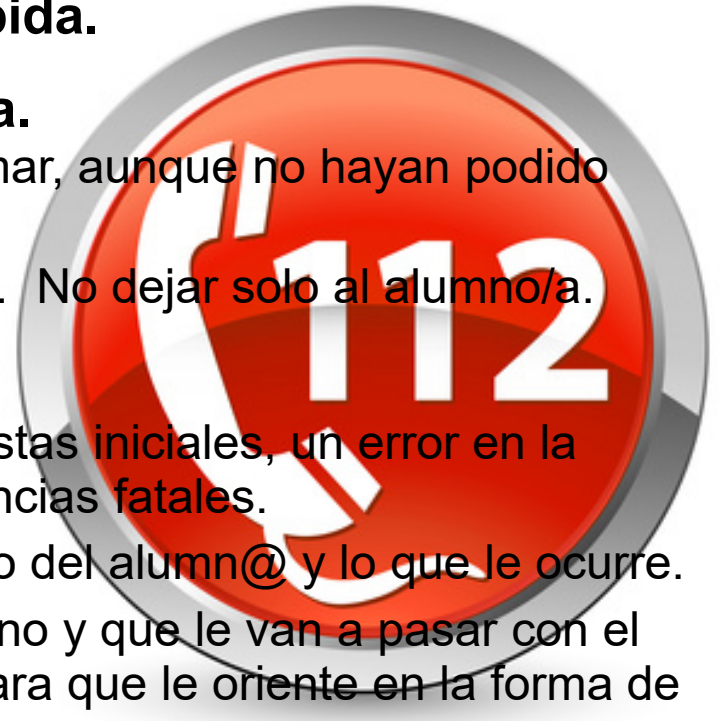 bida.
a.
nar, aunque no hayan podido
. No dejar solo al alumno/a.
112
stas iniciales, un error en la
ncias fatales.
o del alumn@ y lo que le ocurre.
no y que le van a pasar con el
ara que le oriente en la forma de